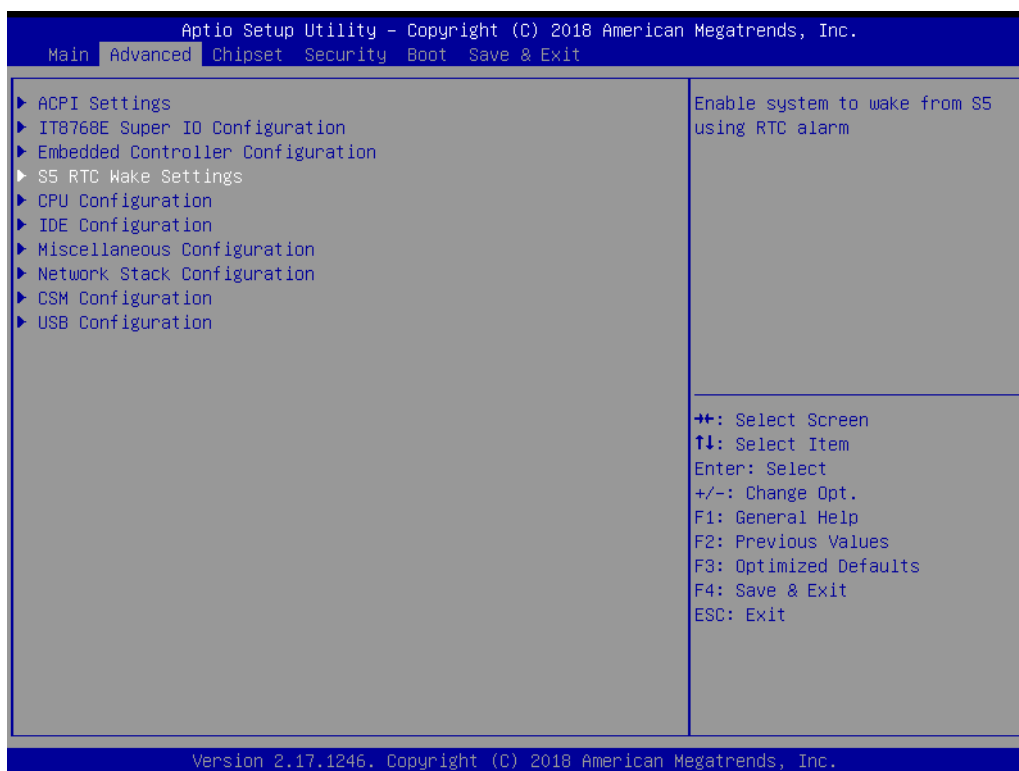 Aptio Setup Utility – Copyright (C) 2018 American Megatrends, Inc.
Main Advanced Chipset Security Boot Save & Exit
▶ ACPI Settings
▶ IT8768E Super IO Configuration
▶ Embedded Controller Configuration
▶ S5 RTC Wake Settings
▶ CPU Configuration
▶ IDE Configuration
▶ Miscellaneous Configuration
▶ Network Stack Configuration
▶ CSM Configuration
▶ USB Configuration
Enable system to wake from S5
using RTC alarm
→←: Select Screen
↑↓: Select Item
Enter: Select
+/-: Change Opt.
F1: General Help
F2: Previous Values
F3: Optimized Defaults
F4: Save & Exit
ESC: Exit
Version 2.17.1246. Copyright (C) 2018 American Megatrends, Inc.